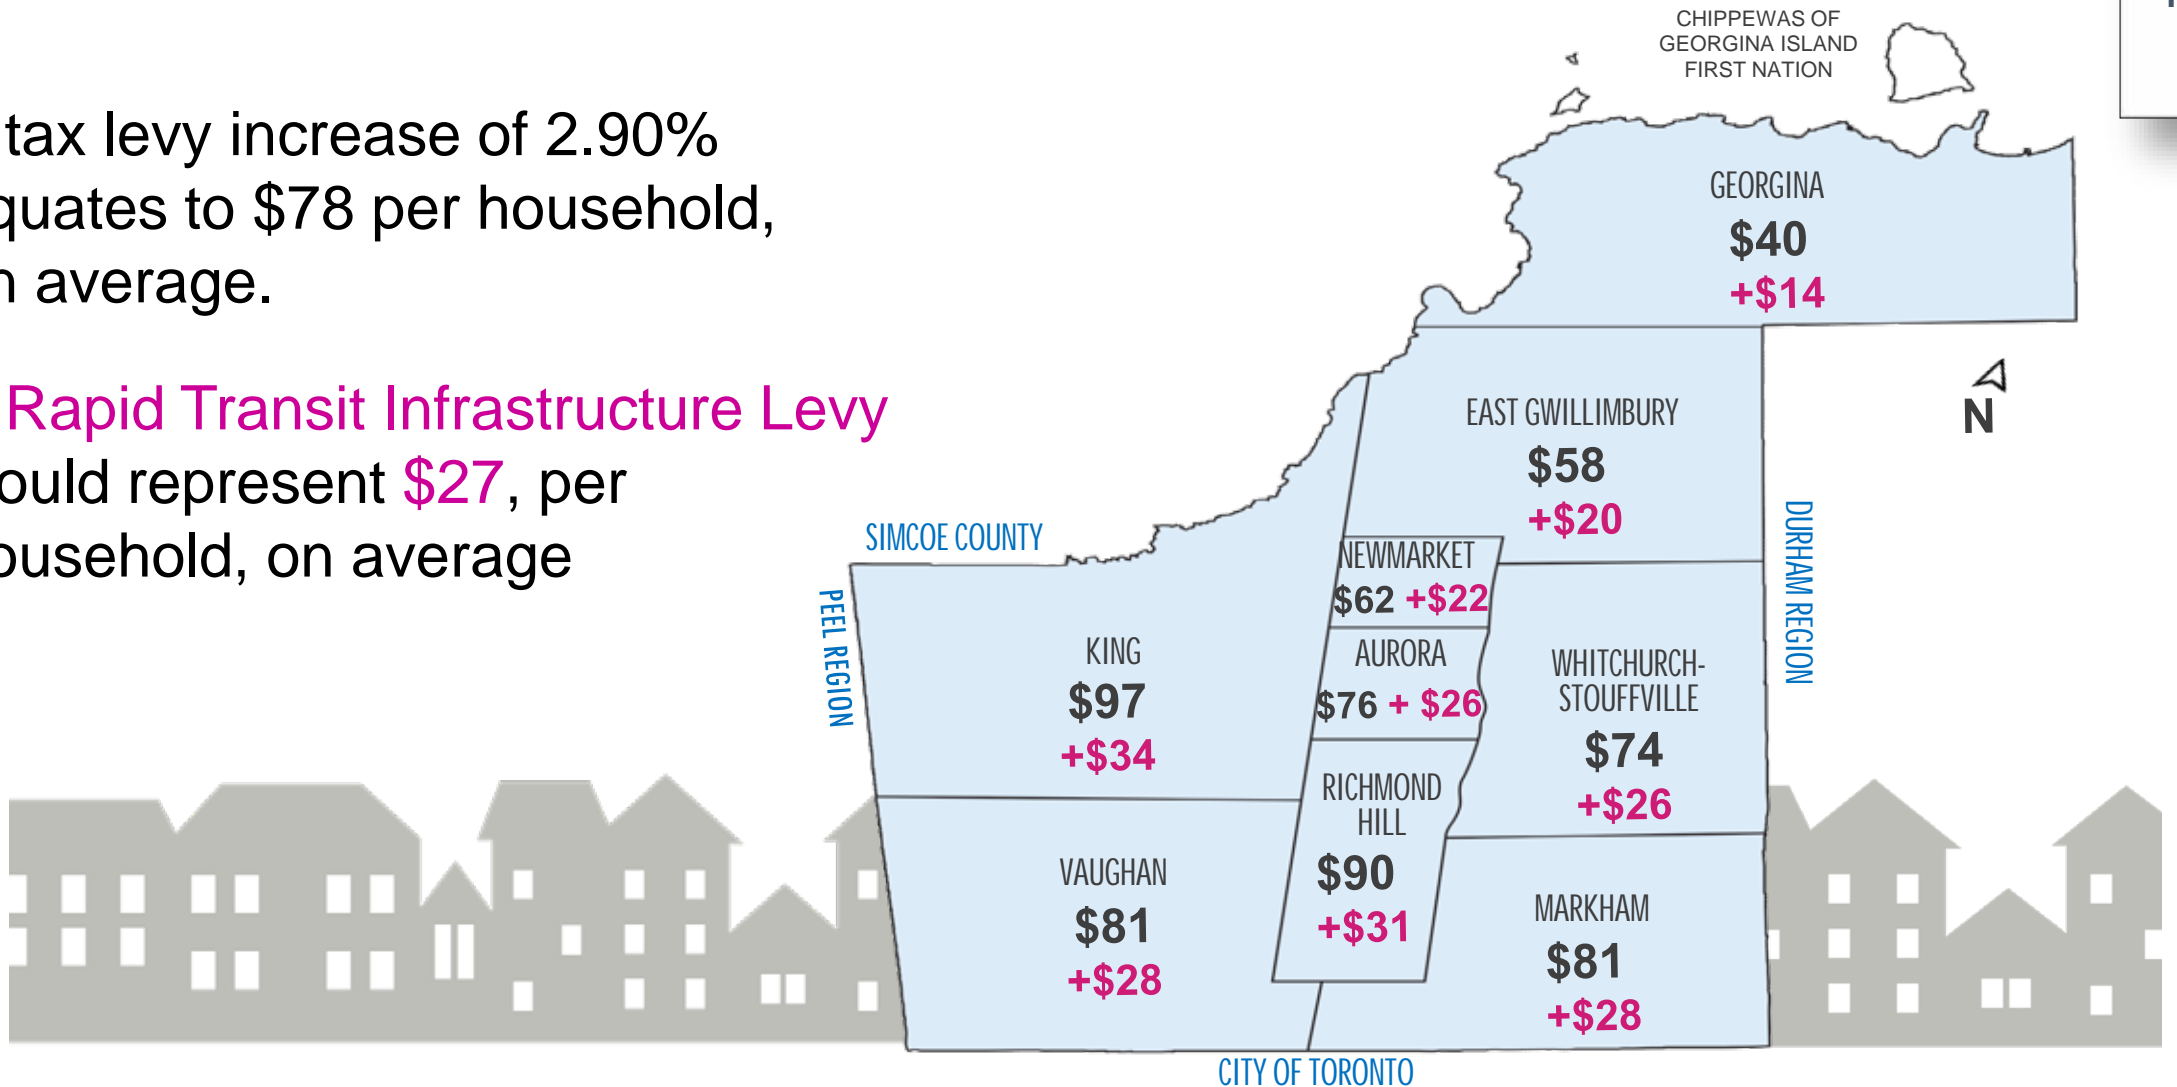 tax levy increase of 2.90%
quates to $78 per household,
n average.
Rapid Transit Infrastructure Levy
ould represent $27, per
ousehold, on average
CHIPPEWAS OF
GEORGINA ISLAND
FIRST NATION
GEORGINA
$40
+$14
N
EAST GWILLIMBURY
$58
+$20
SIMCOE COUNTY
PEEL REGION
DURHAM REGION
NEWMARKET
$62 +$22
KING
$97
+$34
AURORA
$76 + $26
WHITCHURCH-
STOUFFVILLE
$74
+$26
RICHMOND
HILL
$90
+$31
VAUGHAN
$81
+$28
MARKHAM
$81
+$28
CITY OF TORONTO